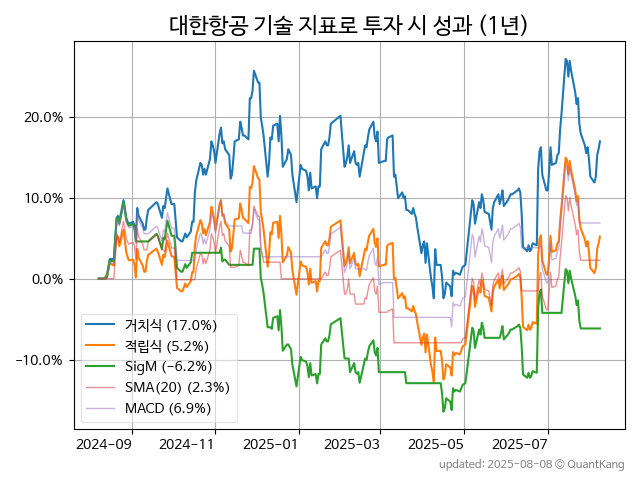 대한항공 기술 지표로 투자 시 성과 (1년)
20.0%
10.0%
0.0%
−10.0%
거치식 (17.0%)
적립식 (5.2%)
SigM (−6.2%)
SMA(20) (2.3%)
MACD (6.9%)
2024-09
2024-11
2025-01
2025-03
2025-05
2025-07
updated: 2025-08-08 © QuantKang